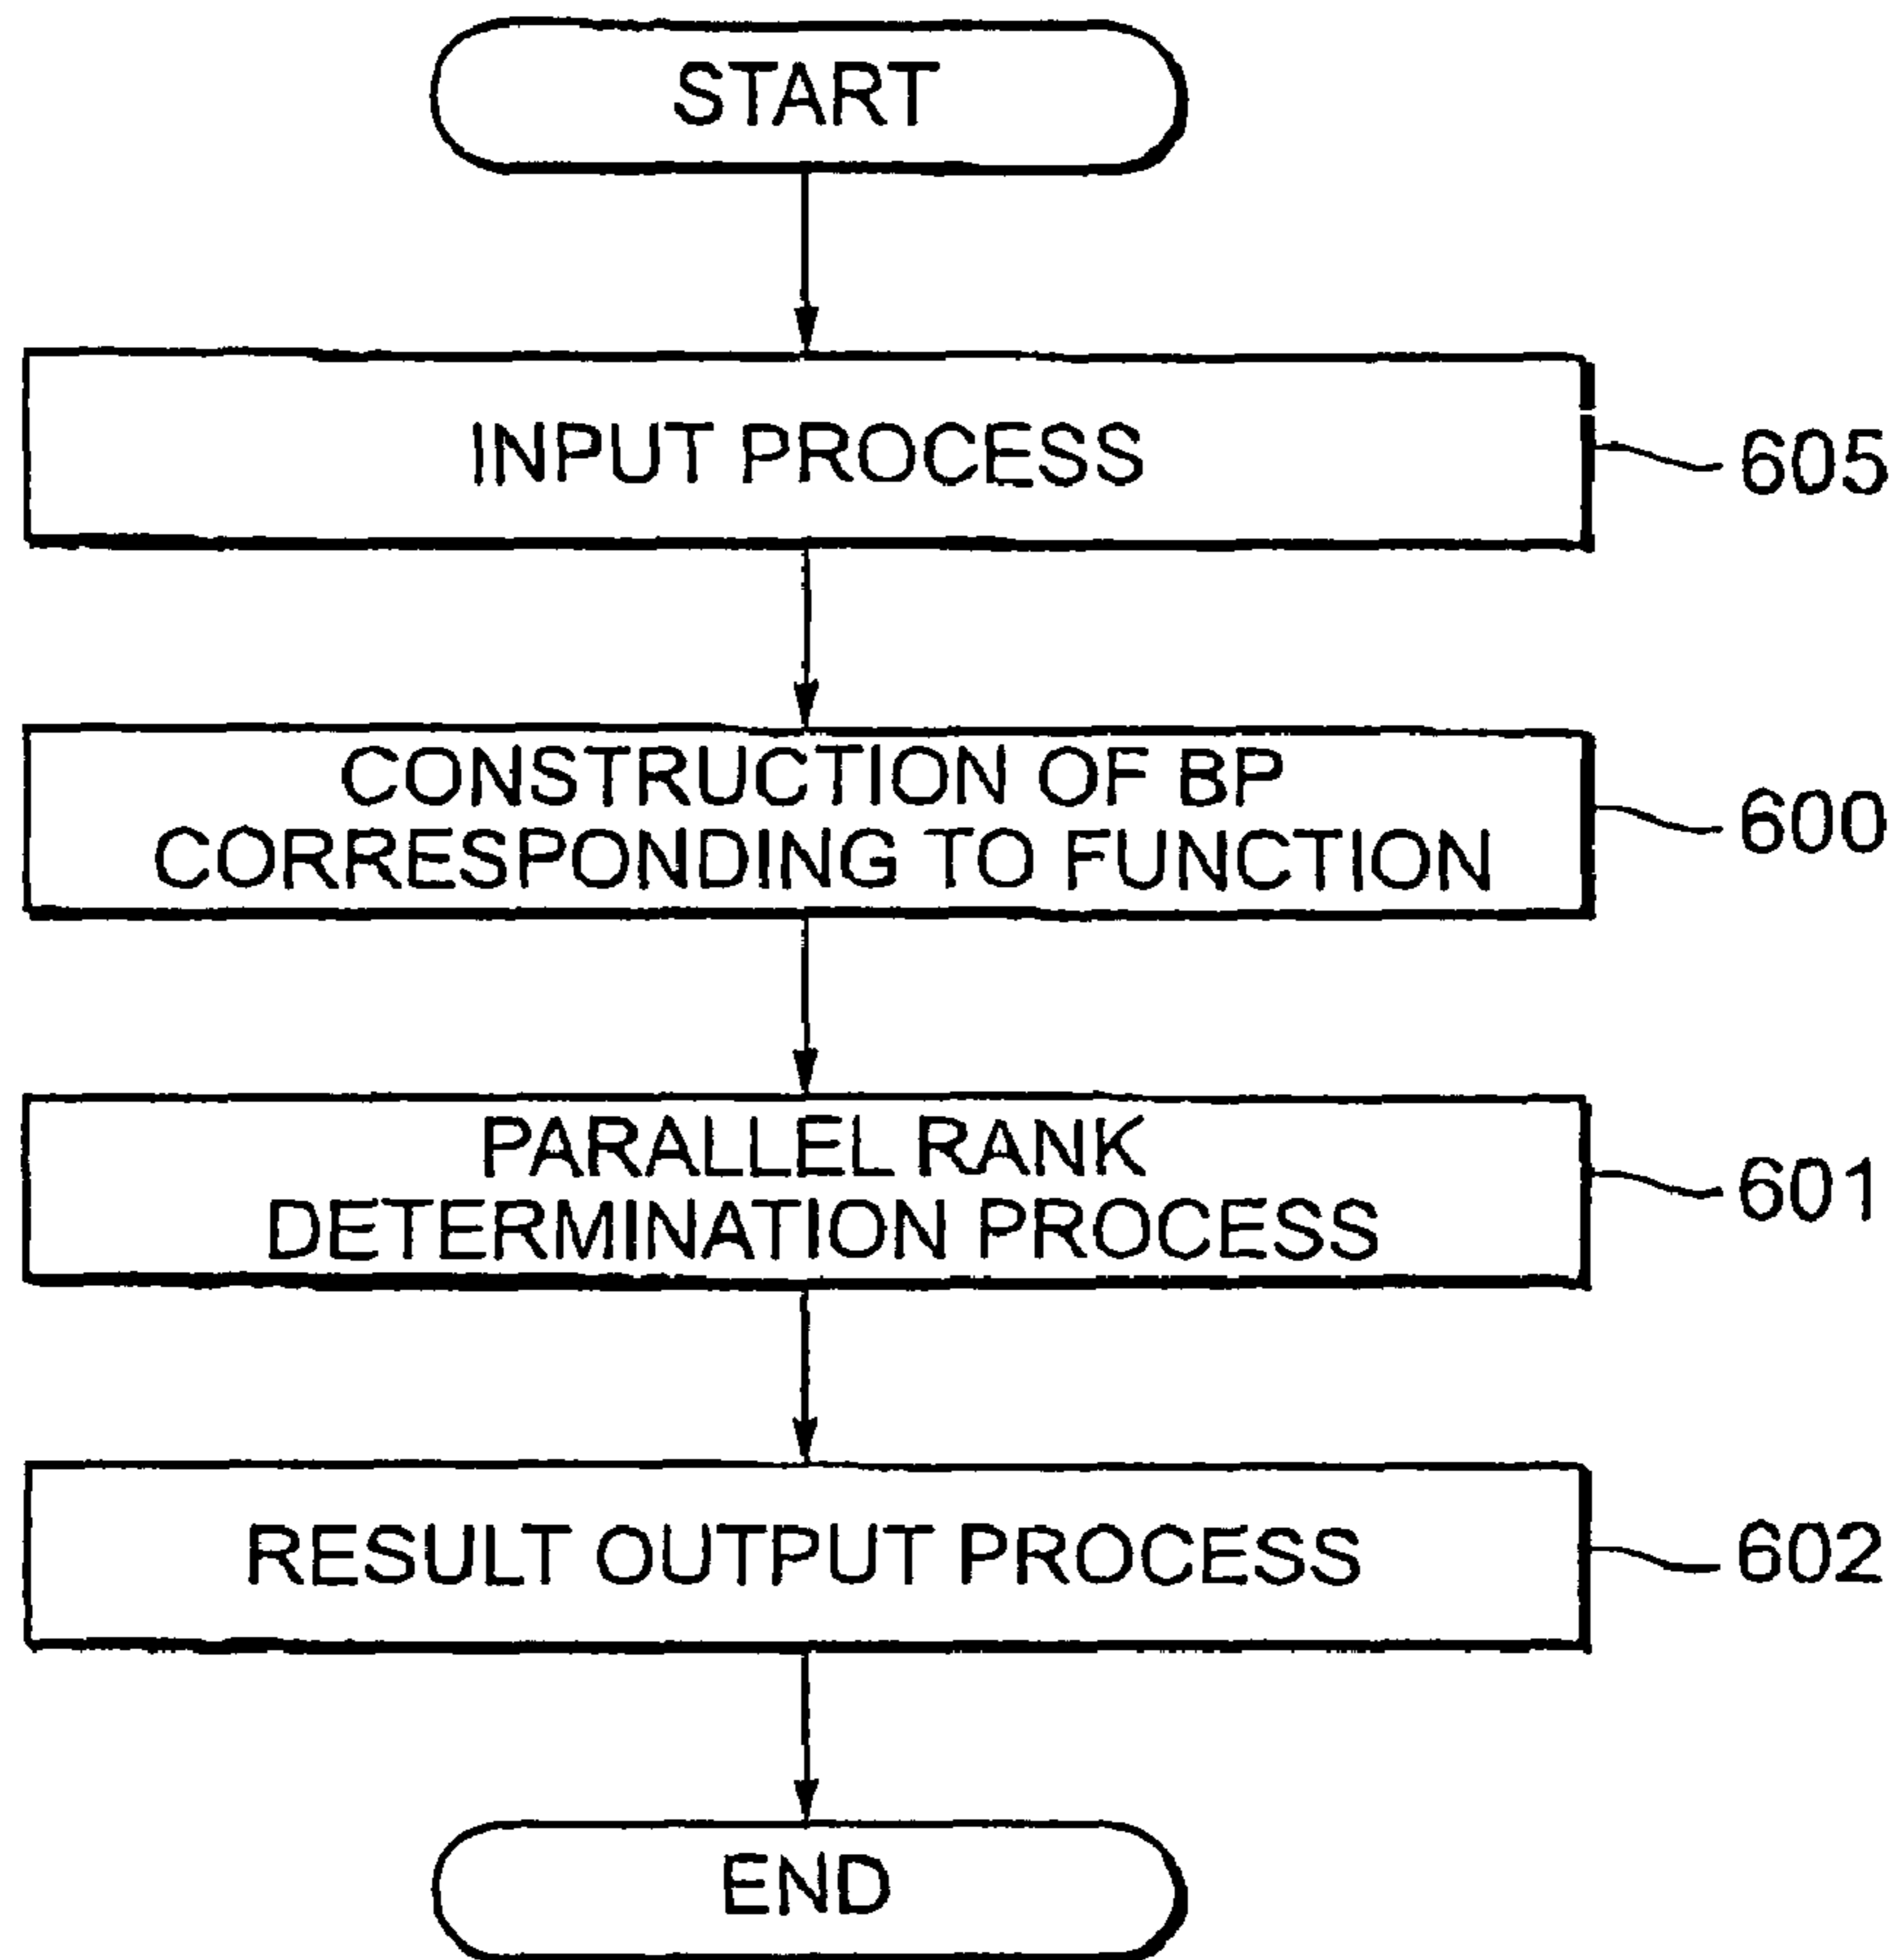 START
INPUT PROCESS
605
CONSTRUCTION OF BP
CORRESPONDING TO FUNCTION
600
PARALLEL RANK
DETERMINATION PROCESS
601
RESULT OUTPUT PROCESS
602
END